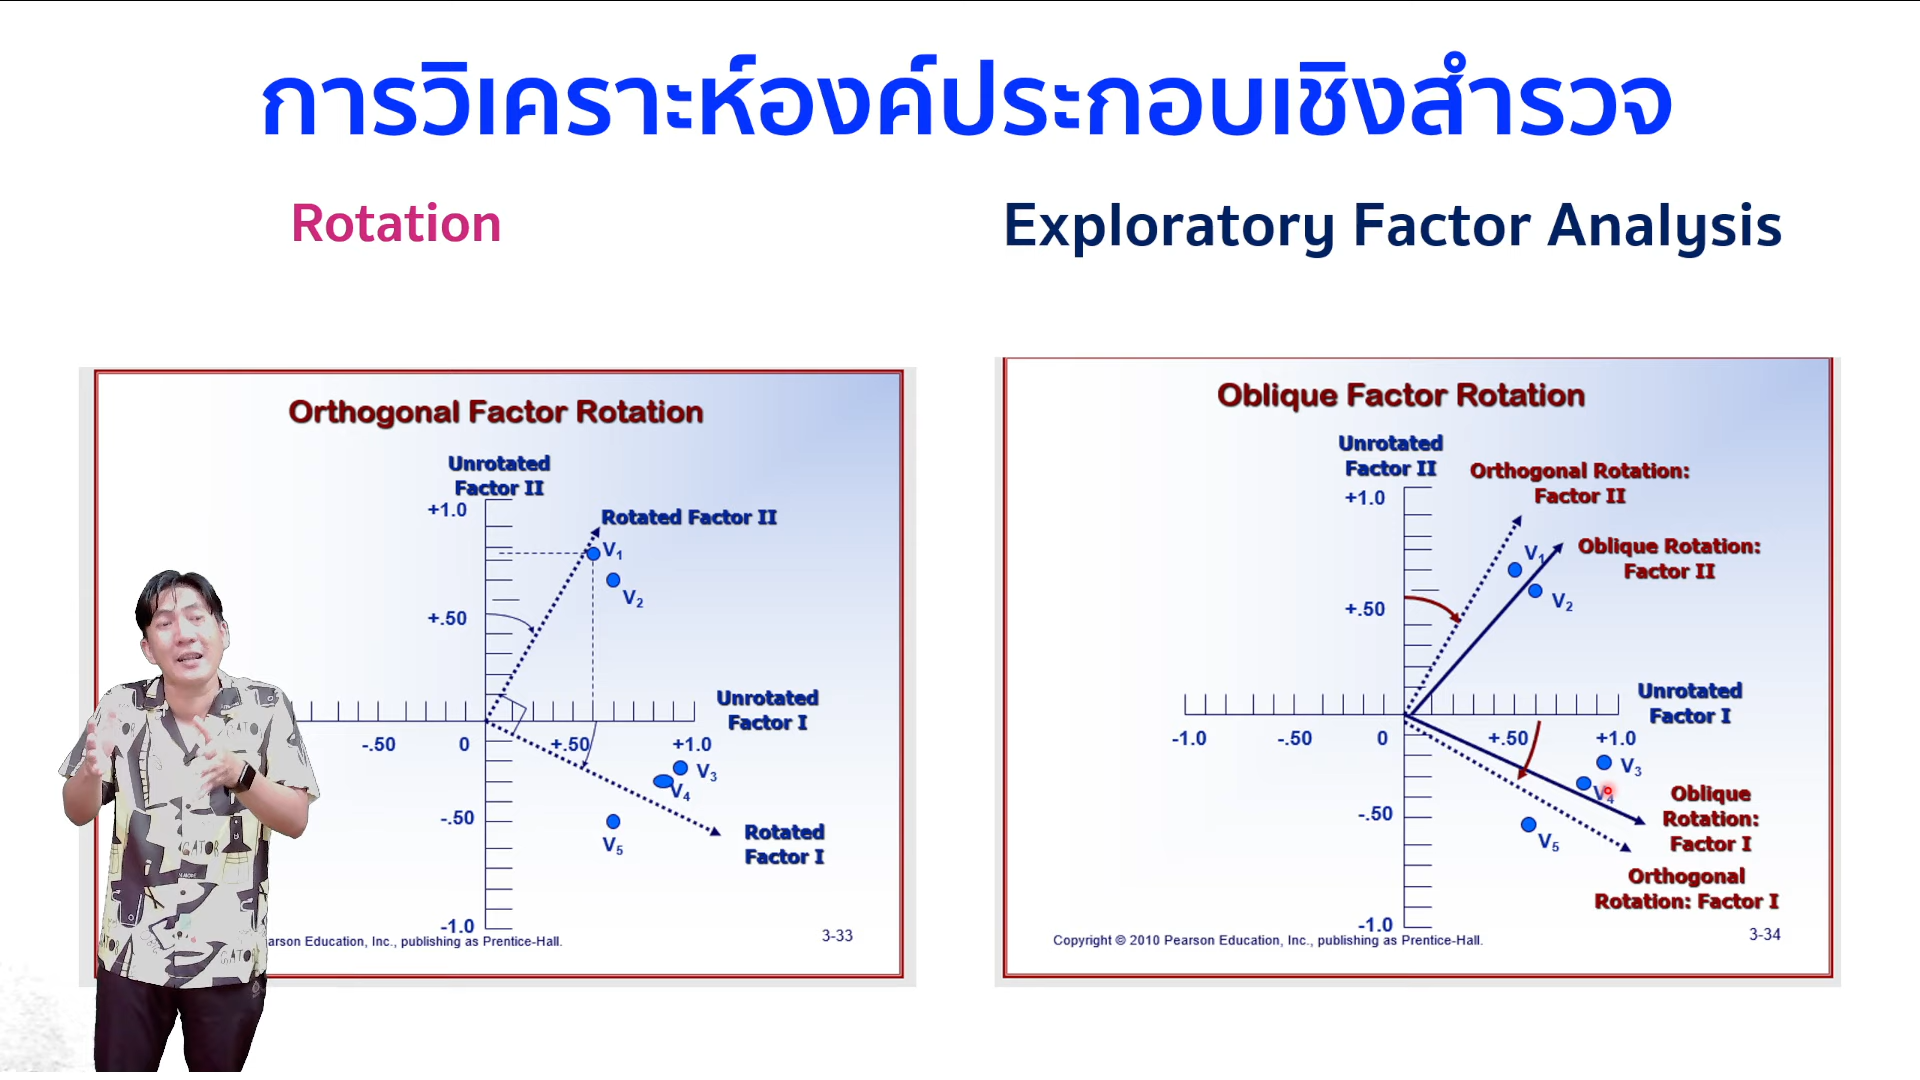 การวิเคราะห์องค์ประกอบเชิงสำรวจ
Rotation
Exploratory Factor Analysis
Orthogonal Factor Rotation
Unrotated
Factor II
+1.0
Rotated Factor II
V1
V2
+.50
Unrotated
Factor I
-.50
0
+.50
+1.0
V3
V4
-.50
V5
Rotated
Factor I
-1.0
arson Education, Inc., publishing as Prentice-Hall.
3-33
Oblique Factor Rotation
Unrotated
Factor II
Orthogonal Rotation:
Factor II
+1.0
V1
Oblique Rotation:
Factor II
V2
+.50
Unrotated
Factor I
-1.0
-.50
0
+.50
+1.0
V3
V4
Oblique
Rotation:
Factor I
-.50
V5
Orthogonal
Rotation: Factor I
-1.0
Copyright © 2010 Pearson Education, Inc., publishing as Prentice-Hall.
3-34
GATOR